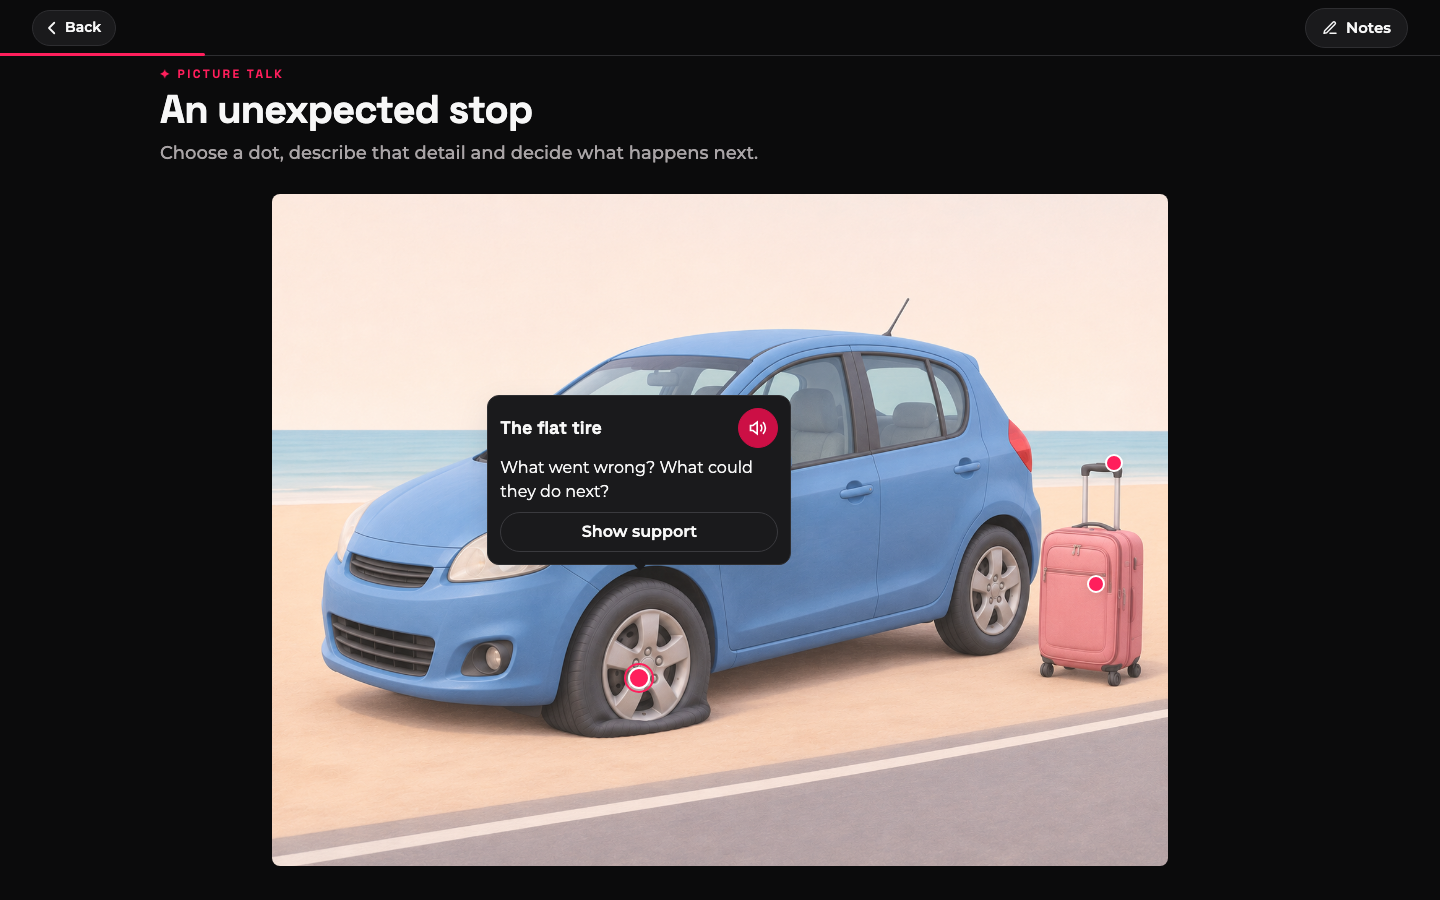 Back
Notes
PICTURE TALK
An unexpected stop
Choose a dot, describe that detail and decide what happens next.
The flat tire
What went wrong? What could
they do next?
Show support